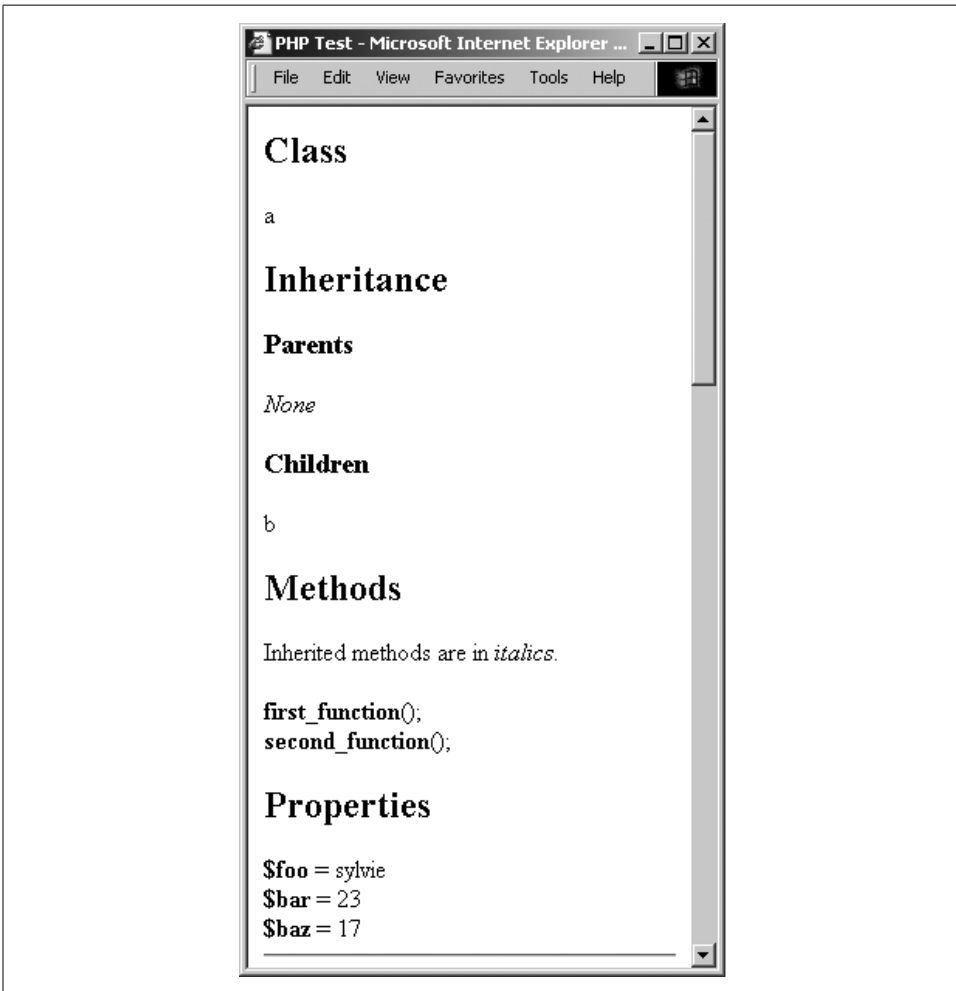 PHP Test - Microsoft Internet Explorer ...
File Edit View Favorites Tools Help
Class
a
Inheritance
Parents
None
Children
b
Methods
Inherited methods are in italics.
first_function();
second_function();
Properties
$foo = sylvie
$bar = 23
$baz = 17